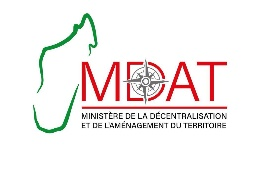 MDAT
MINISTÈRE DE LA DÉCENTRALISATION
ET DE L'AMÉNAGEMENT DU TERRITOIRE